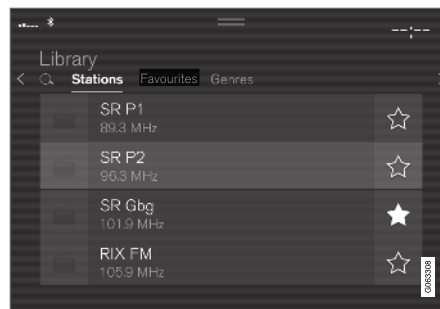 --:--
Library
Stations Favourites Genres
SR P1
89.3 MHz
SR P2
96.3 MHz
SR Gbg
101.9 MHz
RIX FM
105.9 MHz
G063308